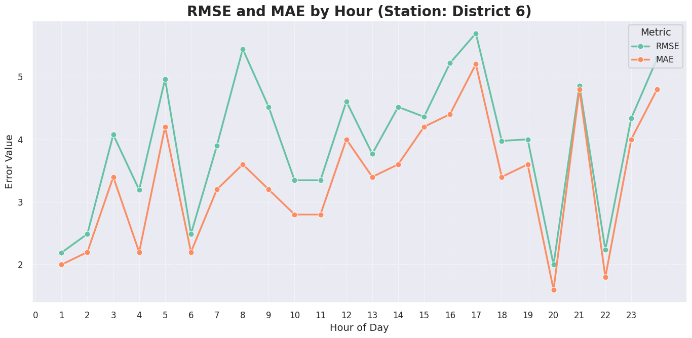 RMSE and MAE by Hour (Station: District 6)
Metric
RMSE
MAE
Error Value
5
4
3
2
0 1 2 3 4 5 6 7 8 9 10 11 12 13 14 15 16 17 18 19 20 21 22 23
Hour of Day